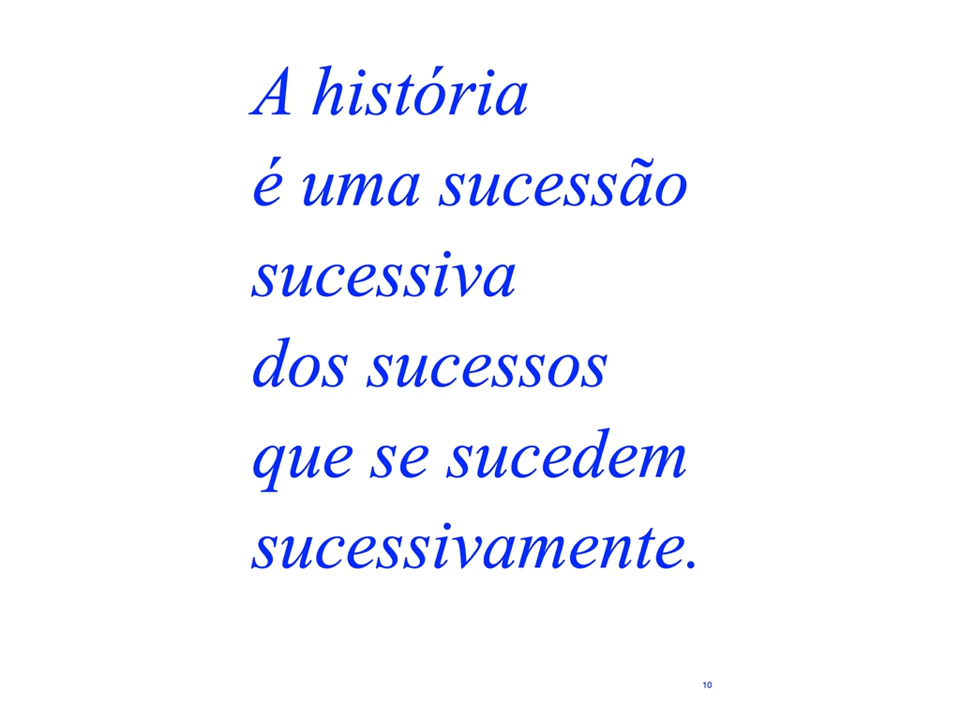 A história
é uma sucessão
sucessiva
dos sucessos
que se sucedem
sucessivamente.
10